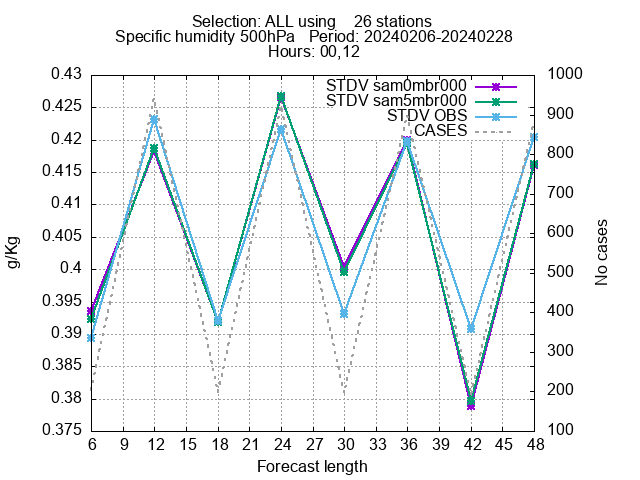 Selection: ALL using    26 stations
Specific humidity 500hPa   Period: 20240206-20240228
Hours: 00,12
STDV sam0mbr000
STDV sam5mbr000
STDV OBS
CASES
0.43
0.425
0.42
0.415
0.41
0.405
0.4
0.395
0.39
0.385
0.38
0.375
g/Kg
1000
900
800
700
600
500
400
300
200
100
No cases
6 9 12 15 18 21 24 27 30 33 36 39 42 45 48
Forecast length